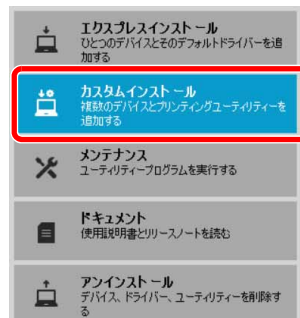 エクスプレスインストール
ひとつのデバイスとそのデフォルトドライバーを追
加する
カスタムインストール
複数のデバイスとプリンティングユーティリティーを
追加する
メンテナンス
ユーティリティープログラムを実行する
ドキュメント
使用説明書とリリースノートを読む
アンインストール
デバイス、ドライバー、ユーティリティーを削除す
る